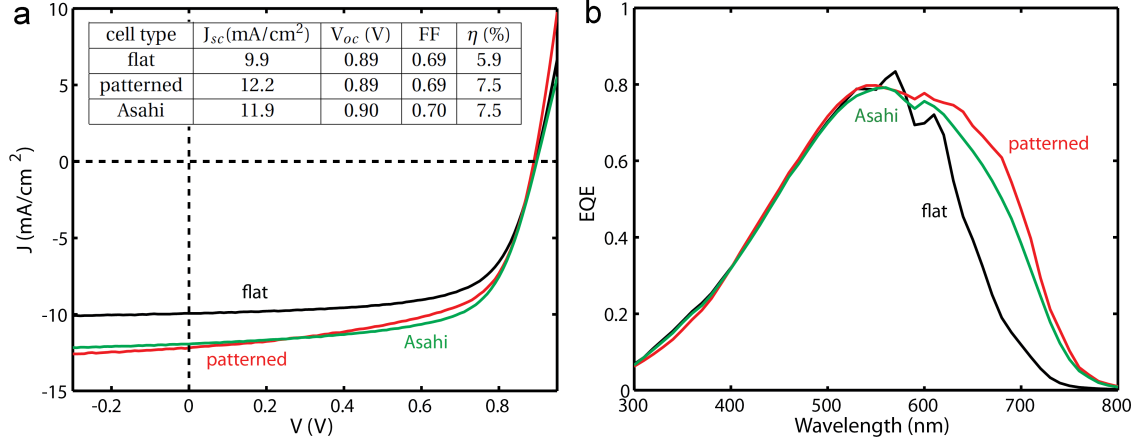 a
10
5
0
-5
-10
-15
J (mA/cm ²)
cell type J_sc(mA/cm²) V_oc (V) FF η (%)
flat 9.9 0.89 0.69 5.9
patterned 12.2 0.89 0.69 7.5
Asahi 11.9 0.90 0.70 7.5
flat
patterned
Asahi
-0.2 0 0.2 0.4 0.6 0.8
V (V)
b
1
0.8
0.6
0.4
0.2
0
EQE
Asahi
patterned
flat
300 400 500 600 700 800
Wavelength (nm)